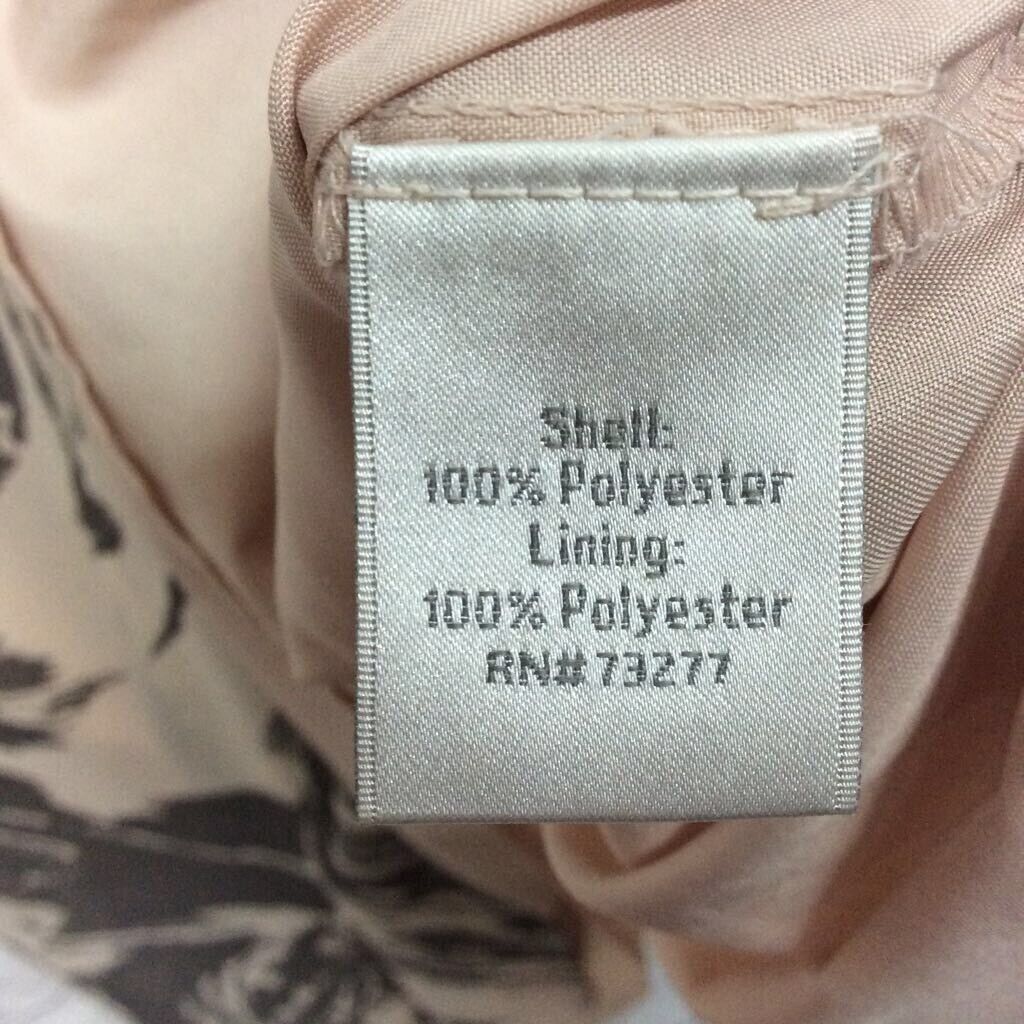 Shell:
100% Polyester
Lining:
100% Polyester
RN# 73277